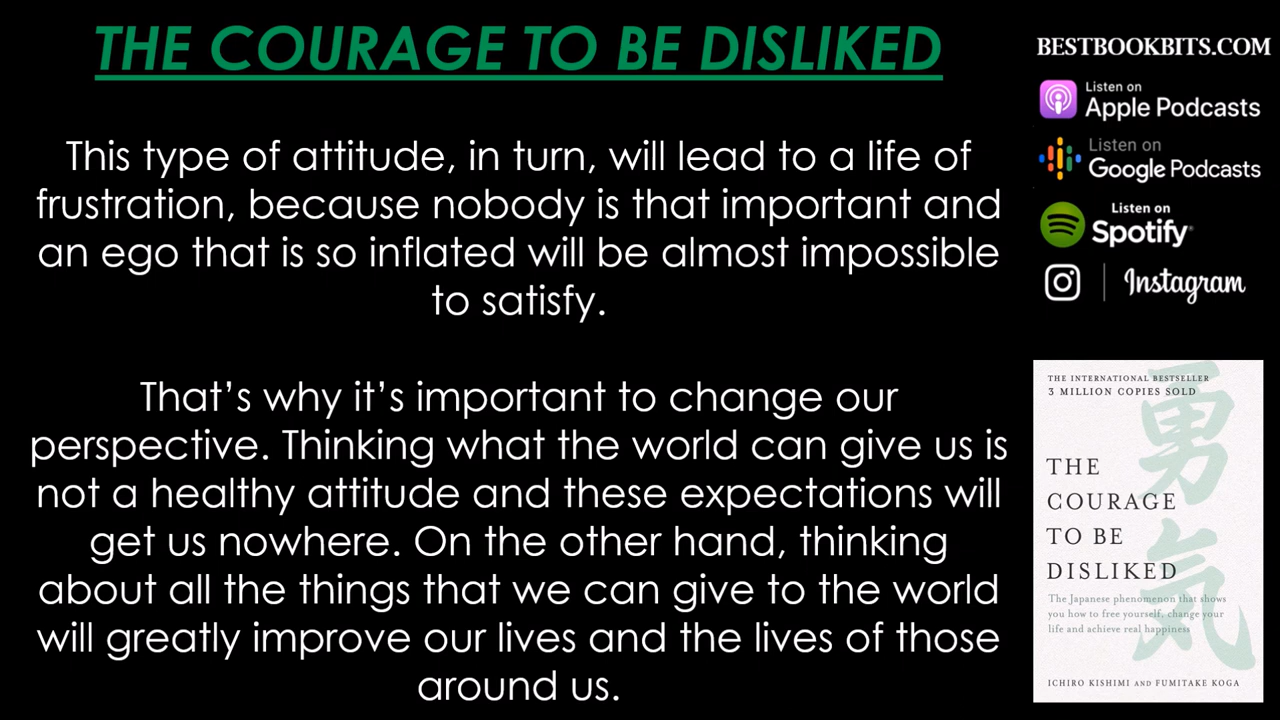 THE COURAGE TO BE DISLIKED
This type of attitude, in turn, will lead to a life of
frustration, because nobody is that important and
an ego that is so inflated will be almost impossible
to satisfy.
That’s why it’s important to change our
perspective. Thinking what the world can give us is
not a healthy attitude and these expectations will
get us nowhere. On the other hand, thinking
about all the things that we can give to the world
will greatly improve our lives and the lives of those
around us.
BESTBOOKBITS.COM
Listen on
Apple Podcasts
Listen on
Google Podcasts
Listen on
Spotify
Instagram
THE INTERNATIONAL BESTSELLER
3 MILLION COPIES SOLD
勇気
THE
COURAGE
TO BE
DISLIKED
The Japanese phenomenon that shows
you how to free yourself, change your
life and achieve real happiness
ICHIRO KISHIMI AND FUMITAKE KOGA